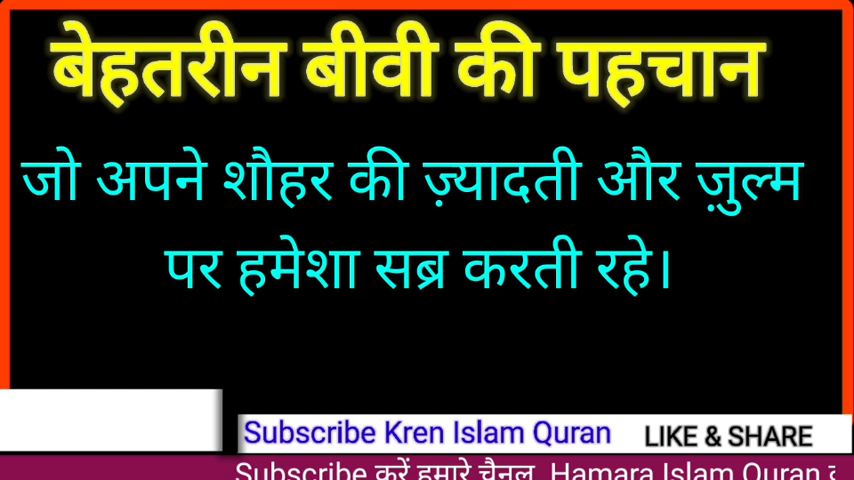 बेहतरीन बीवी की पहचान
जो अपने शौहर की ज़्यादती और ज़ुल्म
पर हमेशा सब्र करती रहे।
Subscribe Kren Islam Quran LIKE & SHARE
Subscribe करें हमारे चैनल Hamara Islam Quran